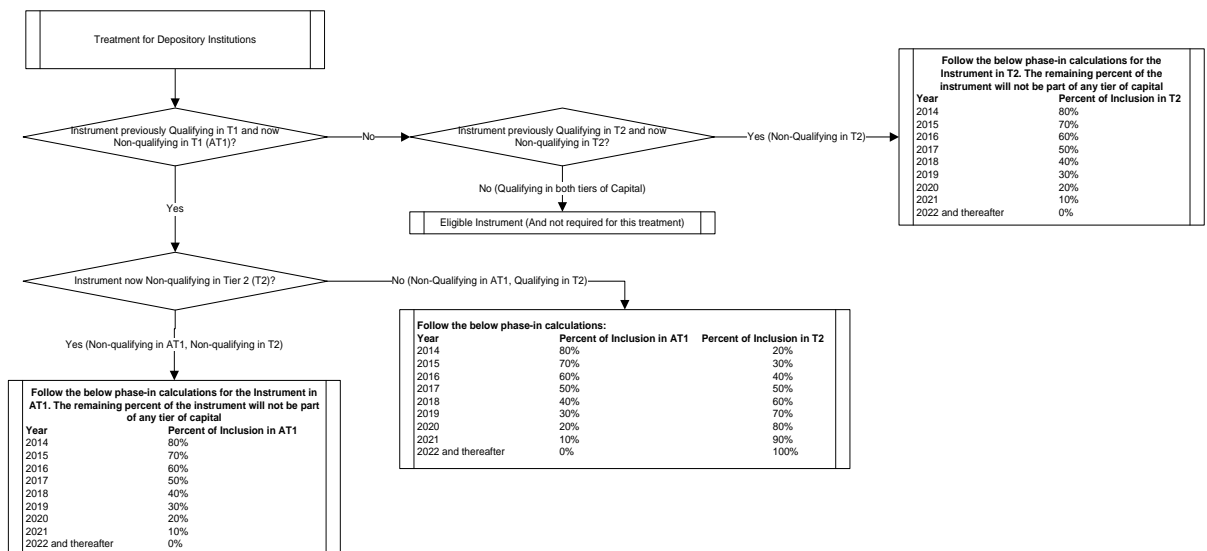 Treatment for Depository Institutions
Instrument previously Qualifying in T1 and now
Non-qualifying in T1 (AT1)?
No
Instrument previously Qualifying in T2 and now
Non-qualifying in T2?
Yes (Non-Qualifying in T2)
Follow the below phase-in calculations for the
Instrument in T2. The remaining percent of the
instrument will not be part of any tier of capital
Year Percent of Inclusion in T2
2014 80%
2015 70%
2016 60%
2017 50%
2018 40%
2019 30%
2020 20%
2021 10%
2022 and thereafter 0%
No (Qualifying in both tiers of Capital)
Eligible Instrument (And not required for this treatment)
Yes
Instrument now Non-qualifying in Tier 2 (T2)?
No (Non-Qualifying in AT1, Qualifying in T2)
Follow the below phase-in calculations:
Year Percent of Inclusion in AT1 Percent of Inclusion in T2
2014 80% 20%
2015 70% 30%
2016 60% 40%
2017 50% 50%
2018 40% 60%
2019 30% 70%
2020 20% 80%
2021 10% 90%
2022 and thereafter 0% 100%
Yes (Non-qualifying in AT1, Non-qualifying in T2)
Follow the below phase-in calculations for the Instrument in
AT1. The remaining percent of the instrument will not be part
of any tier of capital
Year Percent of Inclusion in AT1
2014 80%
2015 70%
2016 60%
2017 50%
2018 40%
2019 30%
2020 20%
2021 10%
2022 and thereafter 0%